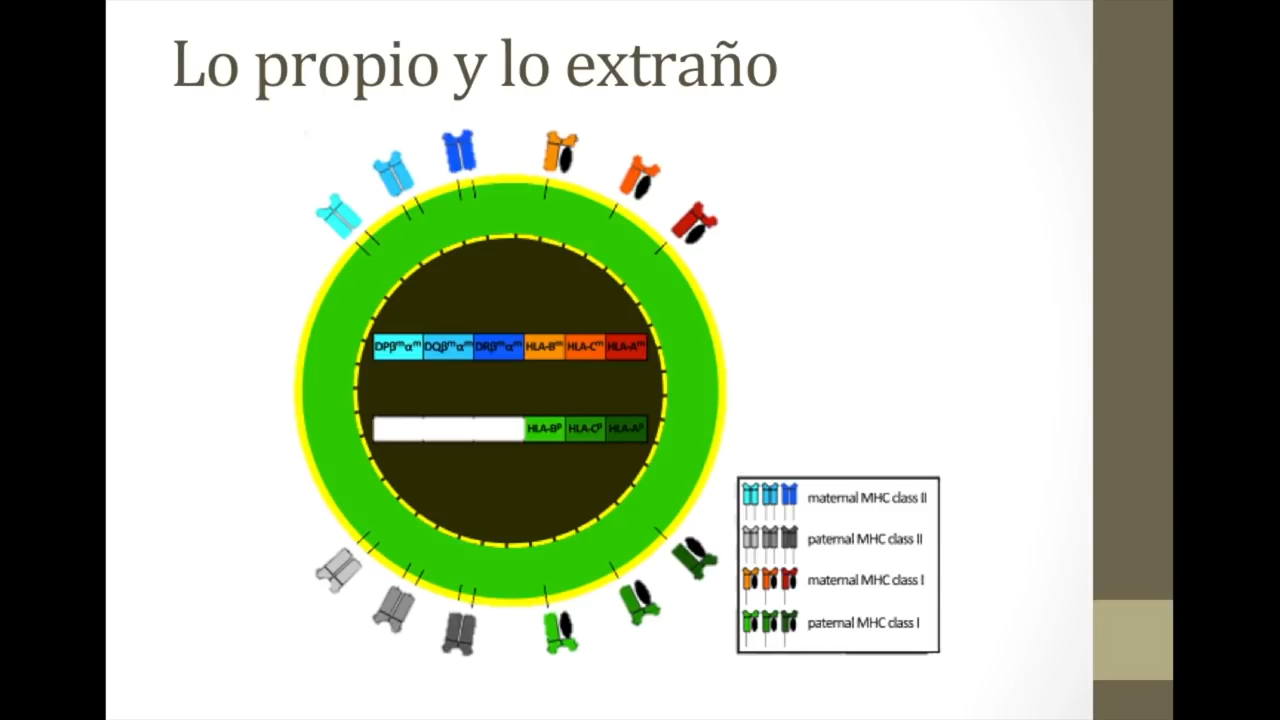 Lo propio y lo extraño
DPβᵐαᵐ DQβᵐαᵐ DRβᵐαᵐ HLA-Bᵐ HLA-Cᵐ HLA-Aᵐ
HLA-Bᵖ HLA-Cᵖ HLA-Aᵖ
maternal MHC class II
paternal MHC class II
maternal MHC class I
paternal MHC class I